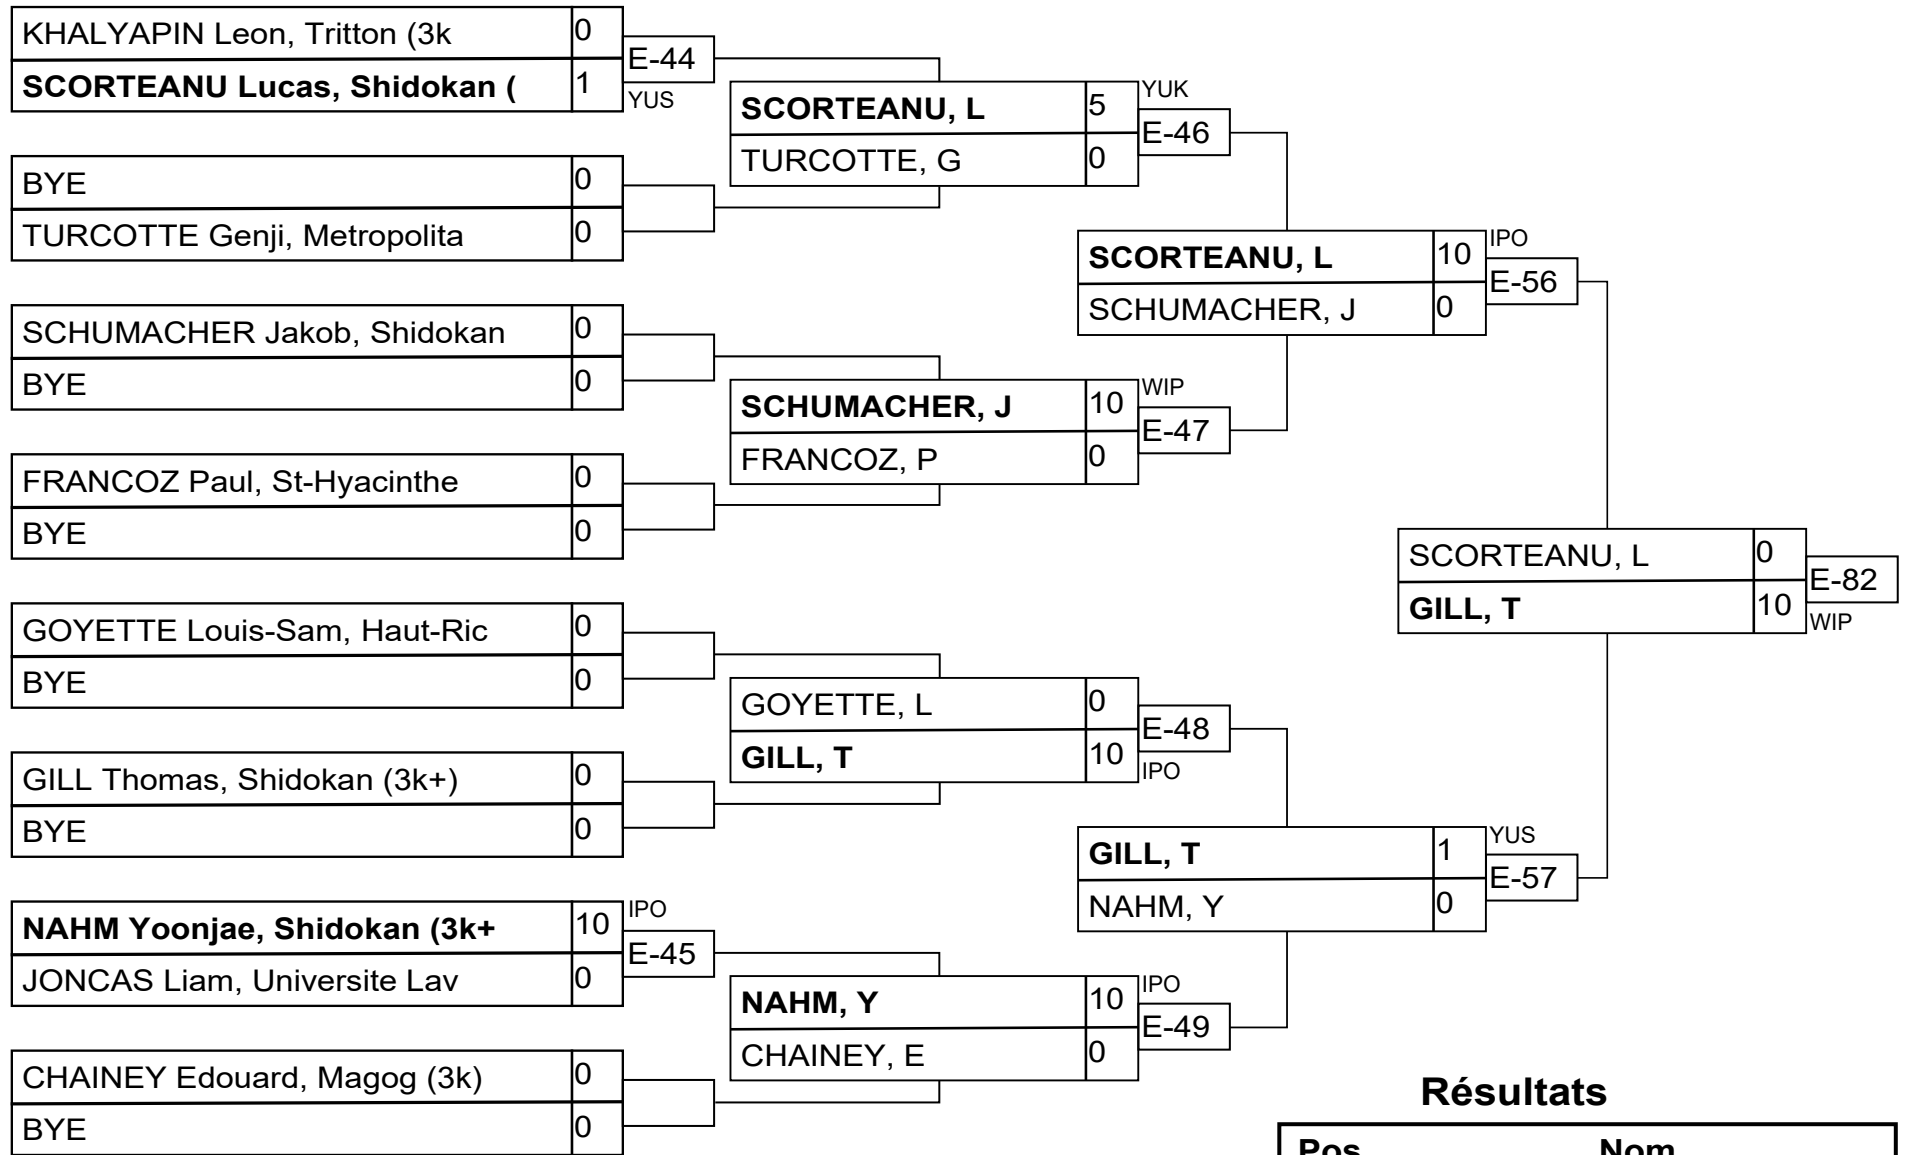 KHALYAPIN Leon, Tritton (3k 0
SCORTEANU Lucas, Shidokan ( 1
E-44
YUS
BYE 0
TURCOTTE Genji, Metropolita 0
SCHUMACHER Jakob, Shidokan 0
BYE 0
FRANCOZ Paul, St-Hyacinthe 0
BYE 0
GOYETTE Louis-Sam, Haut-Ric 0
BYE 0
GILL Thomas, Shidokan (3k+) 0
BYE 0
NAHM Yoonjae, Shidokan (3k+ 10
JONCAS Liam, Universite Lav 0
IPO
E-45
CHAINEY Edouard, Magog (3k) 0
BYE 0
SCORTEANU, L 5
TURCOTTE, G 0
YUK
E-46
SCHUMACHER, J 10
FRANCOZ, P 0
WIP
E-47
GOYETTE, L 0
GILL, T 10
E-48
IPO
NAHM, Y 10
CHAINEY, E 0
IPO
E-49
SCORTEANU, L 10
SCHUMACHER, J 0
IPO
E-56
GILL, T 1
NAHM, Y 0
YUS
E-57
SCORTEANU, L 0
GILL, T 10
E-82
WIP
Résultats
Pos Nom